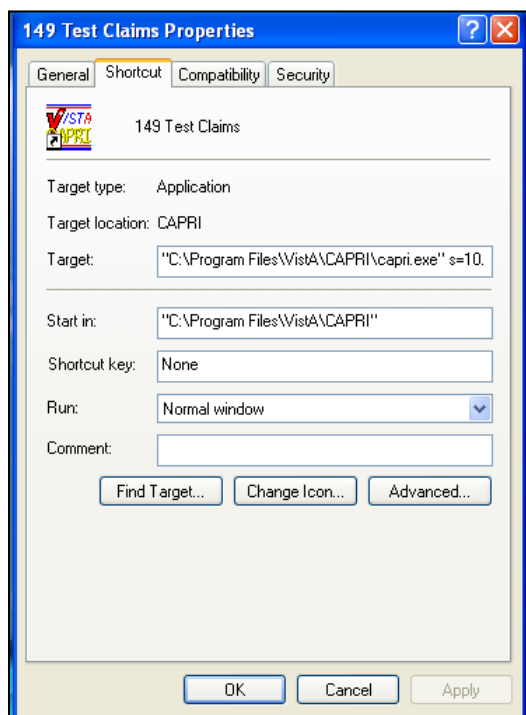 149 Test Claims Properties
General Shortcut Compatibility Security
VISTA
CAPRI
149 Test Claims
Target type: Application
Target location: CAPRI
Target: "C:\Program Files\VistA\CAPRI\capri.exe" s=10.
Start in: "C:\Program Files\VistA\CAPRI"
Shortcut key: None
Run: Normal window
Comment:
Find Target... Change Icon... Advanced...
OK Cancel Apply